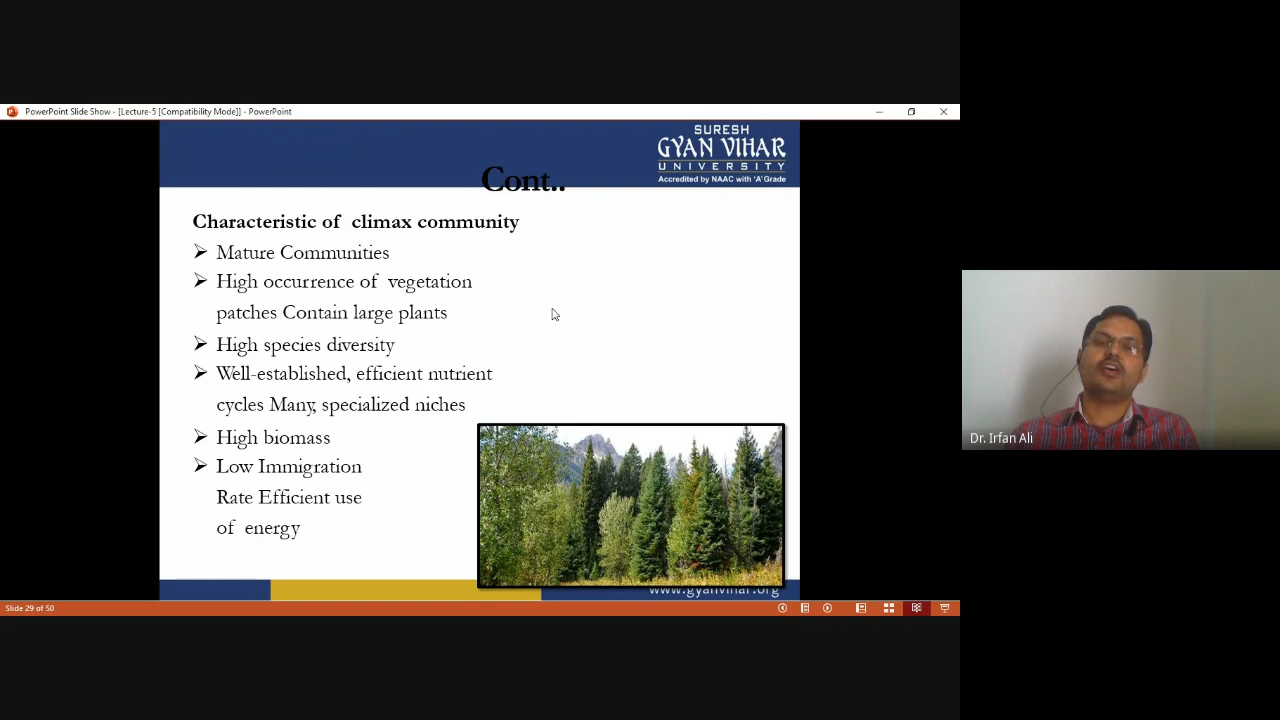 PowerPoint Slide Show - [Lecture-5 [Compatibility Mode]] - PowerPoint
SURESH
GYAN VIHAR
UNIVERSITY
Accredited by NAAC with 'A' Grade
Cont..
Characteristic of climax community
Mature Communities
High occurrence of vegetation
patches Contain large plants
High species diversity
Well-established, efficient nutrient
cycles Many, specialized niches
High biomass
Low Immigration
Rate Efficient use
of energy
www.gyanvihar.org
Slide 29 of 50
Dr. Irfan Ali